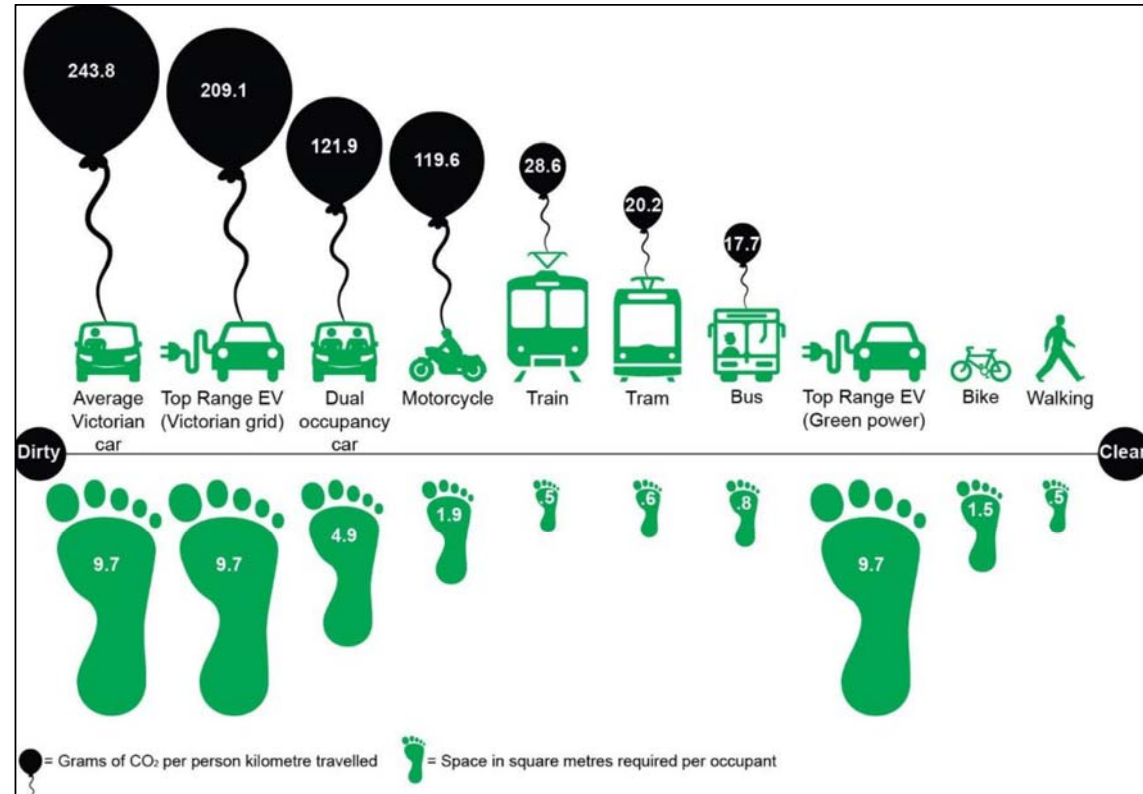 243.8
209.1
121.9
119.6
28.6
20.2
17.7
Average
Victorian
car
Top Range EV
(Victorian grid)
Dual
occupancy
car
Motorcycle
Train
Tram
Bus
Top Range EV
(Green power)
Bike
Walking
Dirty
Clean
9.7
9.7
4.9
1.9
.5
.6
.8
9.7
1.5
.5
= Grams of CO₂ per person kilometre travelled
= Space in square metres required per occupant